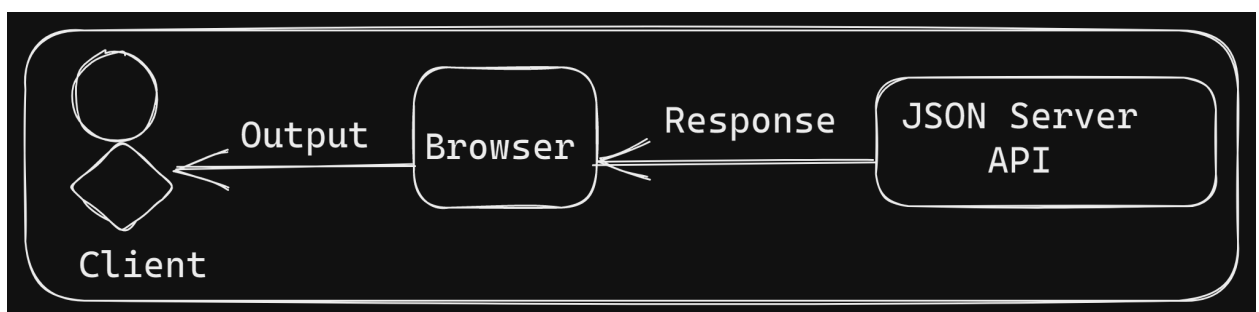 Output
Browser
Response
JSON Server
API
Client